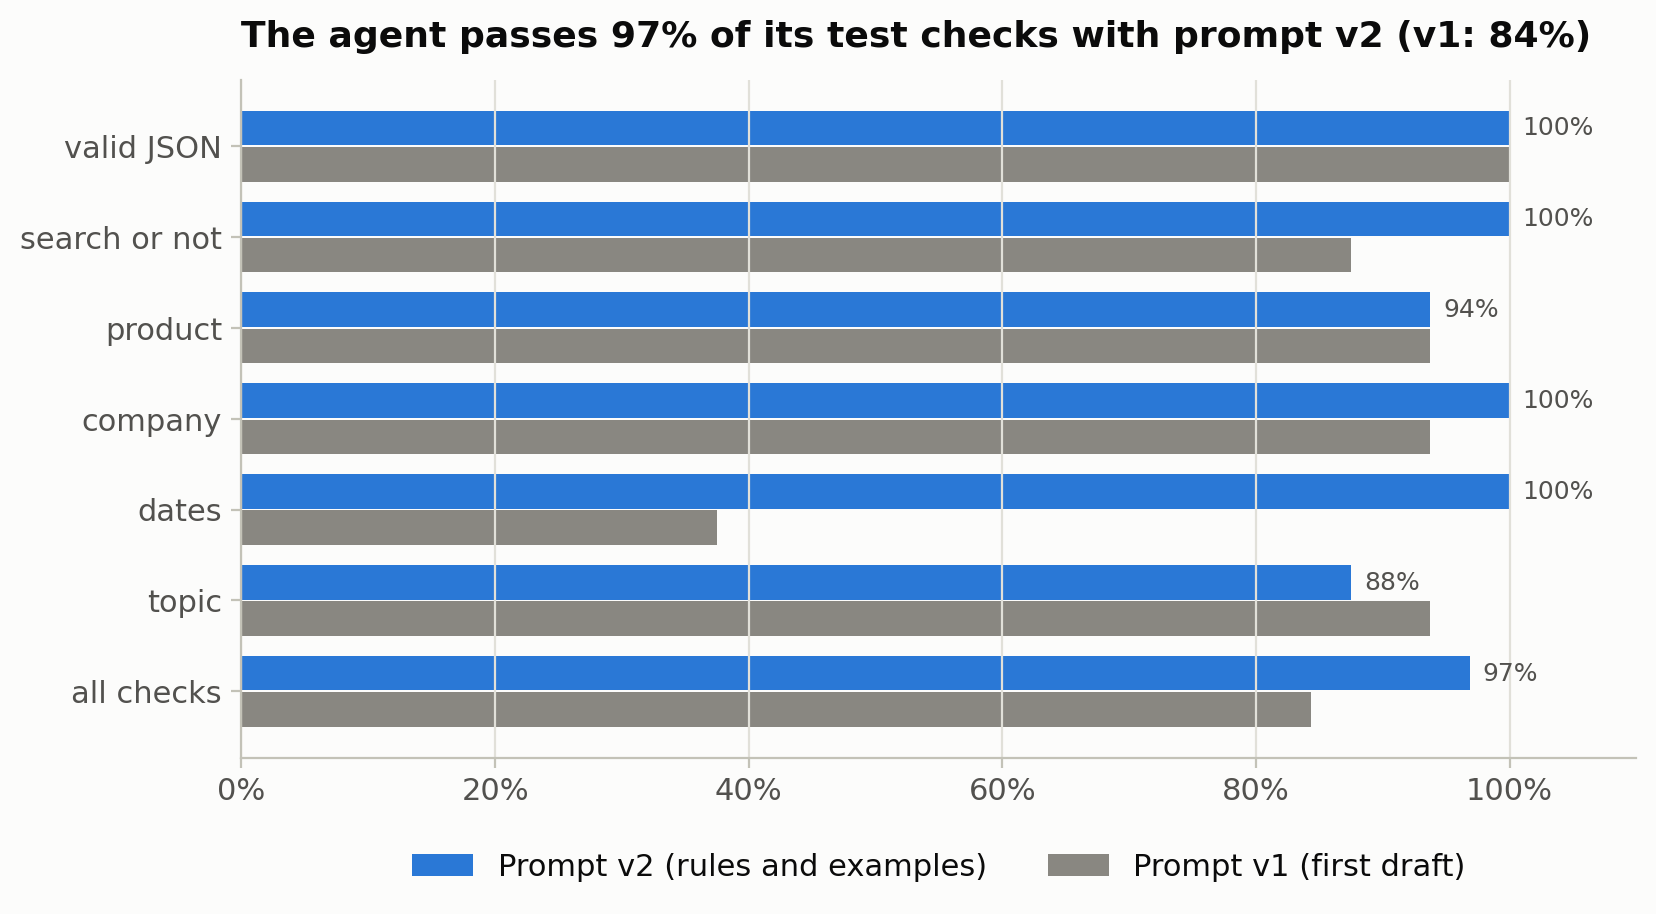 The agent passes 97% of its test checks with prompt v2 (v1: 84%)
valid JSON 100%
search or not 100%
product 94%
company 100%
dates 100%
topic 88%
all checks 97%
0% 20% 40% 60% 80% 100%
Prompt v2 (rules and examples) Prompt v1 (first draft)